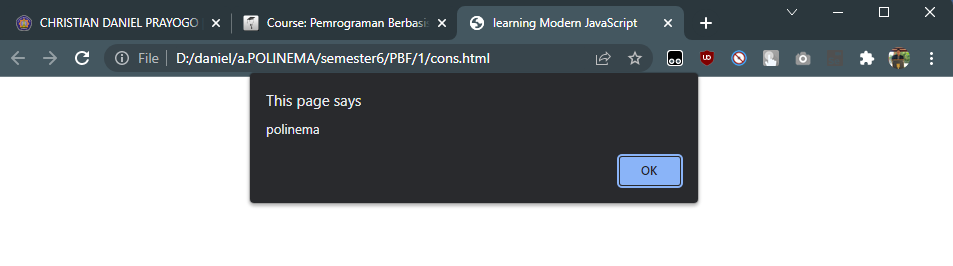 CHRISTIAN DANIEL PRAYOGO
Course: Pemrograman Berbasis
learning Modern JavaScript
File
D:/daniel/a.POLINEMA/semester6/PBF/1/cons.html
This page says
polinema
OK